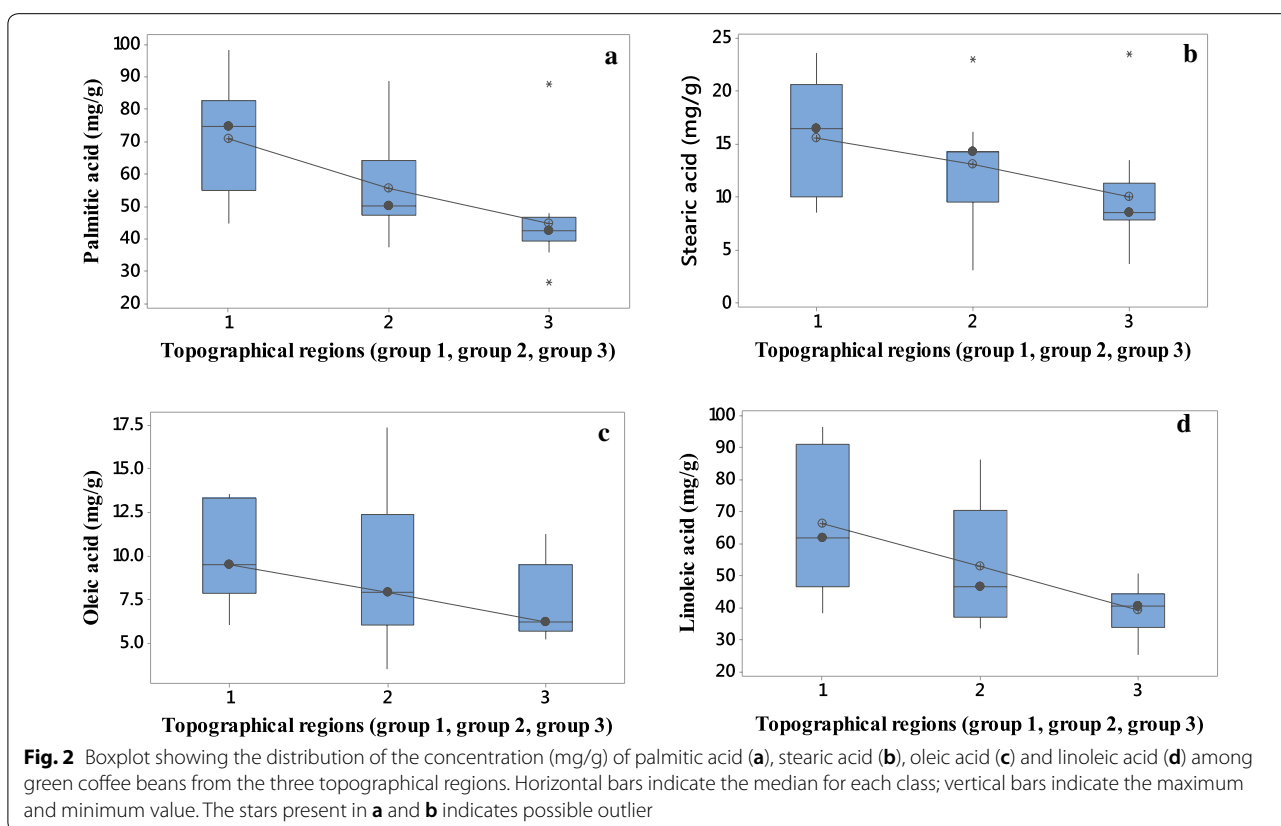 a
100
90
80
70
60
50
40
30
20
Palmitic acid (mg/g)
1 2 3
Topographical regions (group 1, group 2, group 3)
b
25
20
15
10
5
0
Stearic acid (mg/g)
1 2 3
Topographical regions (group 1, group 2, group 3)
c
17.5
15.0
12.5
10.0
7.5
5.0
Oleic acid (mg/g)
1 2 3
Topographical regions (group 1, group 2, group 3)
d
100
90
80
70
60
50
40
30
20
Linoleic acid (mg/g)
1 2 3
Topographical regions (group 1, group 2, group 3)
Fig. 2 Boxplot showing the distribution of the concentration (mg/g) of palmitic acid (a), stearic acid (b), oleic acid (c) and linoleic acid (d) among
green coffee beans from the three topographical regions. Horizontal bars indicate the median for each class; vertical bars indicate the maximum
and minimum value. The stars present in a and b indicates possible outlier